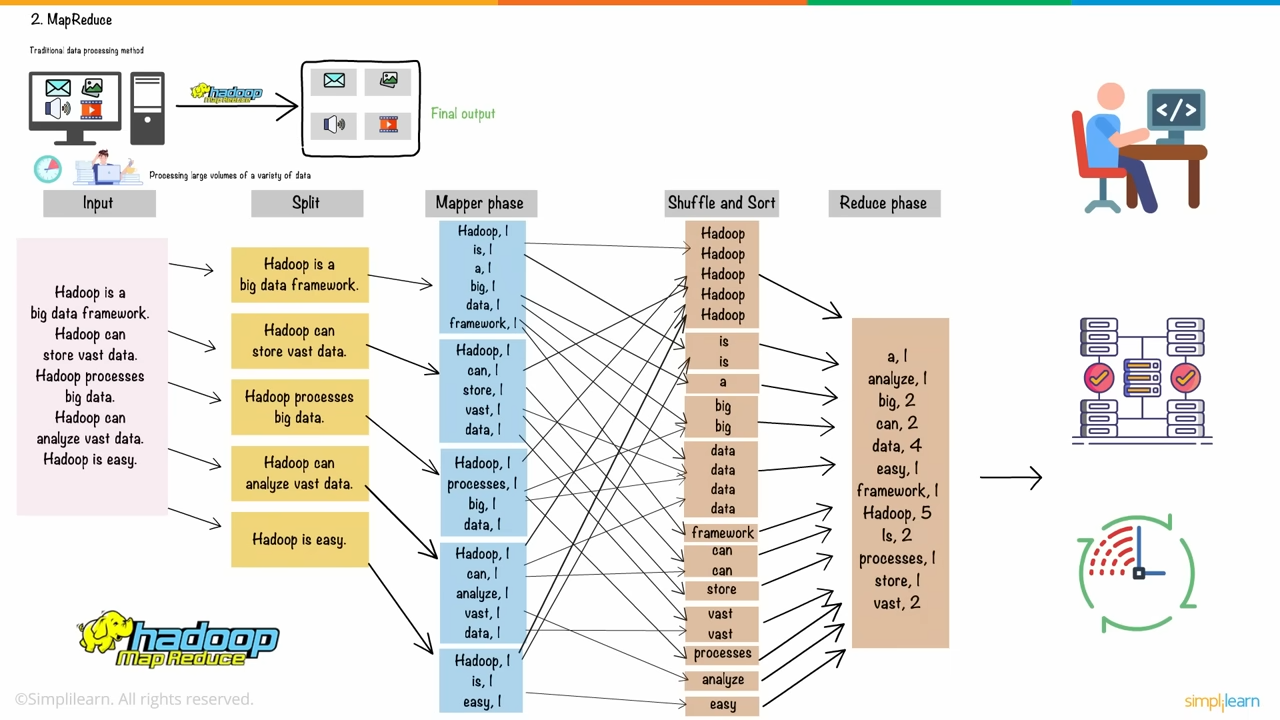 2. MapReduce
Traditional data processing method
hadoop
Map Reduce
Final output
Processing large volumes of a variety of data
Input
Split
Mapper phase
Shuffle and Sort
Reduce phase
Hadoop is a
big data framework.
Hadoop can
store vast data.
Hadoop processes
big data.
Hadoop can
analyze vast data.
Hadoop is easy.
Hadoop is a
big data framework.
Hadoop can
store vast data.
Hadoop processes
big data.
Hadoop can
analyze vast data.
Hadoop is easy.
Hadoop, 1
is, 1
a, 1
big, 1
data, 1
framework, 1
Hadoop, 1
can, 1
store, 1
vast, 1
data, 1
Hadoop, 1
processes, 1
big, 1
data, 1
Hadoop, 1
can, 1
analyze, 1
vast, 1
data, 1
Hadoop, 1
is, 1
easy, 1
Hadoop
Hadoop
Hadoop
Hadoop
Hadoop
is
is
a
big
big
data
data
data
data
framework
can
can
store
vast
vast
processes
analyze
easy
a, 1
analyze, 1
big, 2
can, 2
data, 4
easy, 1
framework, 1
Hadoop, 5
Is, 2
processes, 1
store, 1
vast, 2
</>
hadoop
Map Reduce
©Simplilearn. All rights reserved.
simplilearn